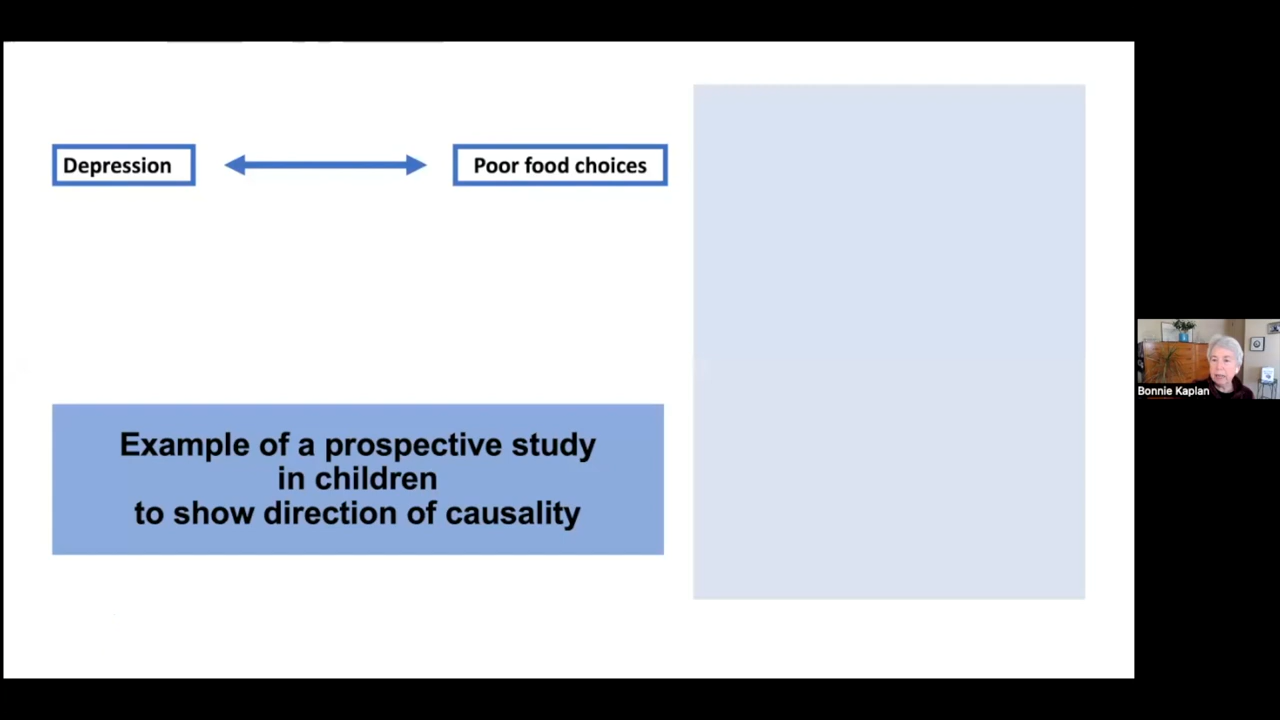 Depression
Poor food choices
Example of a prospective study
in children
to show direction of causality
Bonnie Kaplan